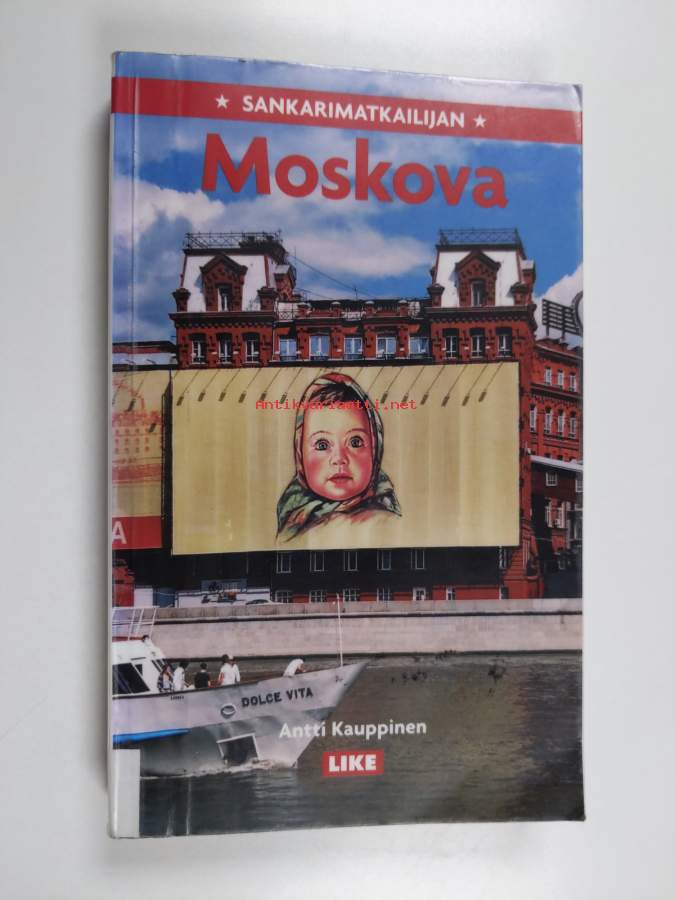 ★ SANKARIMATKAILIJAN ★
Moskova
Antikvariaatti.net
A
DOLCE VITA
Antti Kauppinen
LIKE